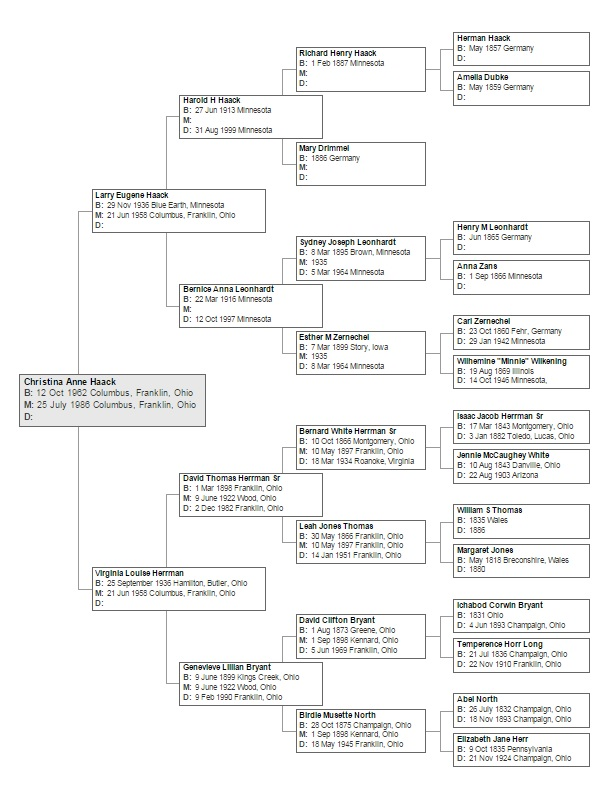 Herman Haack
B: May 1857 Germany
D:
Richard Henry Haack
B: 1 Feb 1887 Minnesota
M:
D:
Amelia Dubke
B: May 1859 Germany
D:
Harold H Haack
B: 27 Jun 1913 Minnesota
M:
D: 31 Aug 1999 Minnesota
Mary Drimmel
B: 1886 Germany
M:
D:
Larry Eugene Haack
B: 29 Nov 1936 Blue Earth, Minnesota
M: 21 Jun 1958 Columbus, Franklin, Ohio
D:
Henry M Leonhardt
B: Jun 1865 Germany
D:
Sydney Joseph Leonhardt
B: 8 Mar 1895 Brown, Minnesota
M: 1935
D: 5 Mar 1964 Minnesota
Anna Zans
B: 1 Sep 1866 Minnesota
D:
Bernice Anna Leonhardt
B: 22 Mar 1916 Minnesota
M:
D: 12 Oct 1997 Minnesota
Carl Zernechel
B: 23 Oct 1860 Fehr, Germany
D: 29 Jan 1942 Minnesota
Esther M Zernechel
B: 7 Mar 1899 Story, Iowa
M: 1935
D: 8 Mar 1964 Minnesota
Wilhemine "Minnie" Wilkening
B: 19 Aug 1869 Illinois
D: 14 Oct 1946 Minnesota,
Christina Anne Haack
B: 12 Oct 1962 Columbus, Franklin, Ohio
M: 25 July 1986 Columbus, Franklin, Ohio
D:
Isaac Jacob Herrman Sr
B: 17 Mar 1843 Montgomery, Ohio
D: 3 Jan 1882 Toledo, Lucas, Ohio
Bernard White Herrman Sr
B: 10 Oct 1866 Montgomery, Ohio
M: 10 May 1897 Franklin, Ohio
D: 18 Mar 1934 Roanoke, Virginia
Jennie McCaughey White
B: 10 Aug 1843 Danville, Ohio
D: 22 Aug 1903 Arizona
David Thomas Herrman Sr
B: 1 Mar 1898 Franklin, Ohio
M: 9 June 1922 Wood, Ohio
D: 2 Dec 1982 Franklin, Ohio
William S Thomas
B: 1835 Wales
D: 1886
Leah Jones Thomas
B: 30 May 1866 Franklin, Ohio
M: 10 May 1897 Franklin, Ohio
D: 14 Jan 1951 Franklin, Ohio
Margaret Jones
B: May 1818 Breconshire, Wales
D: 1880
Virginia Louise Herrman
B: 25 September 1936 Hamilton, Butler, Ohio
M: 21 Jun 1958 Columbus, Franklin, Ohio
D:
Ichabod Corwin Bryant
B: 1831 Ohio
D: 4 Jun 1893 Champaign, Ohio
David Clifton Bryant
B: 1 Aug 1873 Greene, Ohio
M: 1 Sep 1898 Kennard, Ohio
D: 5 Jun 1969 Franklin, Ohio
Temperence Horr Long
B: 21 Jul 1836 Champaign, Ohio
D: 22 Nov 1910 Franklin, Ohio
Genevieve Lillian Bryant
B: 9 June 1899 Kings Creek, Ohio
M: 9 June 1922 Wood, Ohio
D: 9 Feb 1990 Franklin, Ohio
Abel North
B: 26 July 1832 Champaign, Ohio
D: 18 Nov 1893 Champaign, Ohio
Birdie Musette North
B: 28 Oct 1875 Champaign, Ohio
M: 1 Sep 1898 Kennard, Ohio
D: 18 May 1945 Franklin, Ohio
Elizabeth Jane Herr
B: 9 Oct 1835 Pennsylvania
D: 21 Nov 1924 Champaign, Ohio